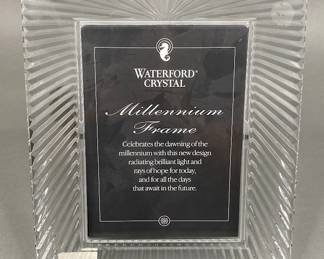 WATERFORD®
CRYSTAL
Millennium
Frame
Celebrates the dawning of the
millennium with this new design
radiating brilliant light and
rays of hope for today,
and for all the days
that await in the future.